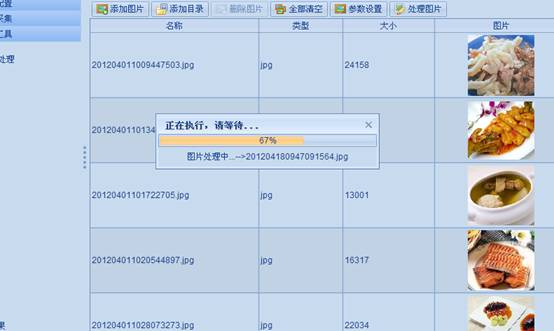 配置
采集
工具
处理
果
添加图片 添加目录 删除图片 全部清空 参数设置 处理图片
名称 类型 大小 图片
201204011009447503.jpg jpg 24158
2012040110134
正在执行，请等待...
67%
图片处理中...-->201204180947091564.jpg
20120401101722705.jpg jpg 13001
201204011020544897.jpg jpg 16317
201204011028073273.jpg jpg 22034